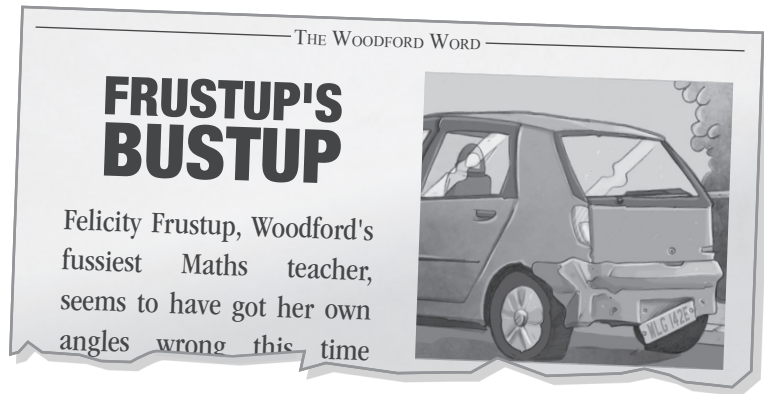 THE WOODFORD WORD
FRUSTUP'S
BUSTUP
Felicity Frustup, Woodford's
fussiest Maths teacher,
seems to have got her own
angles wrong this time
MLG 142E